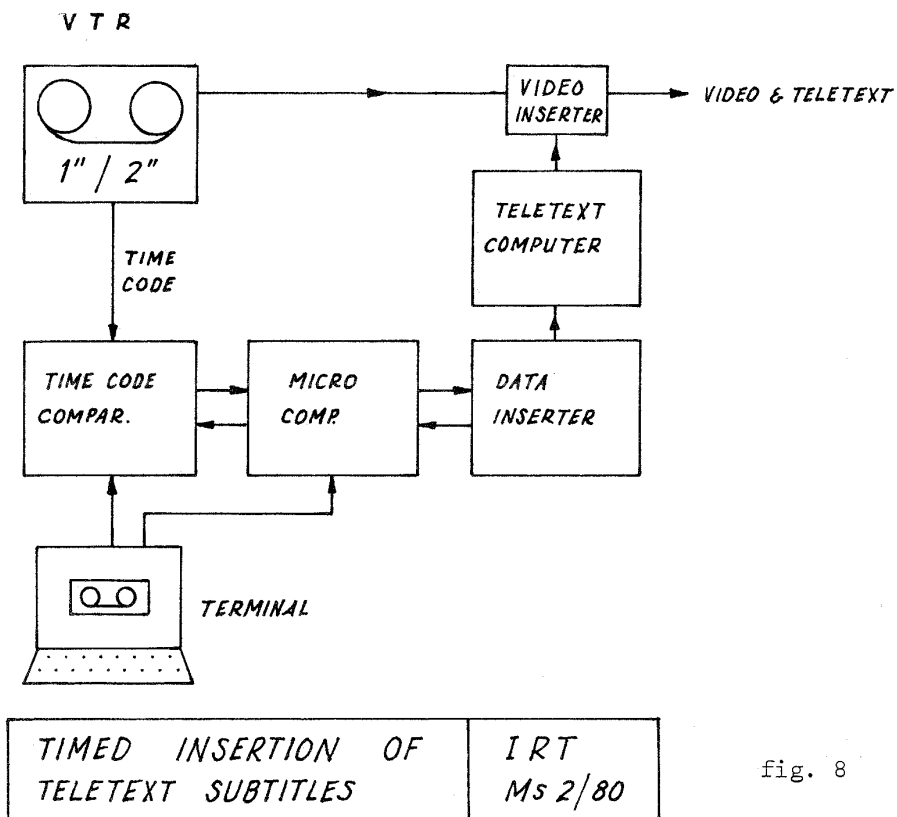 V T R
1" / 2"
VIDEO
INSERTER
VIDEO & TELETEXT
TELETEXT
COMPUTER
TIME
CODE
TIME CODE
COMPAR.
MICRO
COMP.
DATA
INSERTER
TERMINAL
TIMED INSERTION OF
TELETEXT SUBTITLES
IRT
Ms 2/80
fig. 8